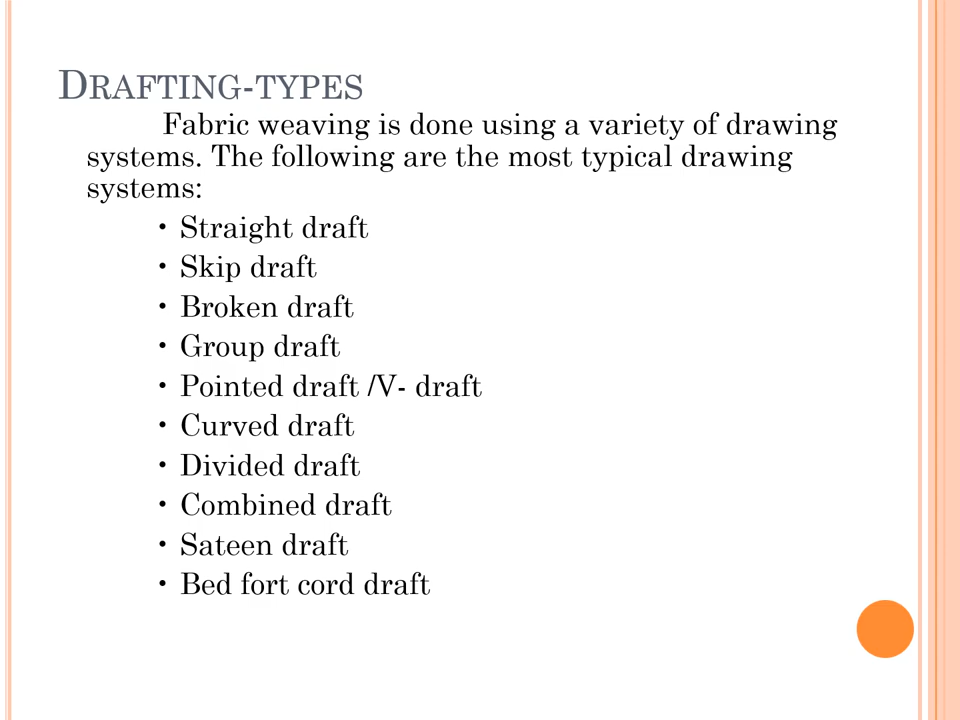 DRAFTING-TYPES
Fabric weaving is done using a variety of drawing
systems. The following are the most typical drawing
systems:
• Straight draft
• Skip draft
• Broken draft
• Group draft
• Pointed draft /V- draft
• Curved draft
• Divided draft
• Combined draft
• Sateen draft
• Bed fort cord draft